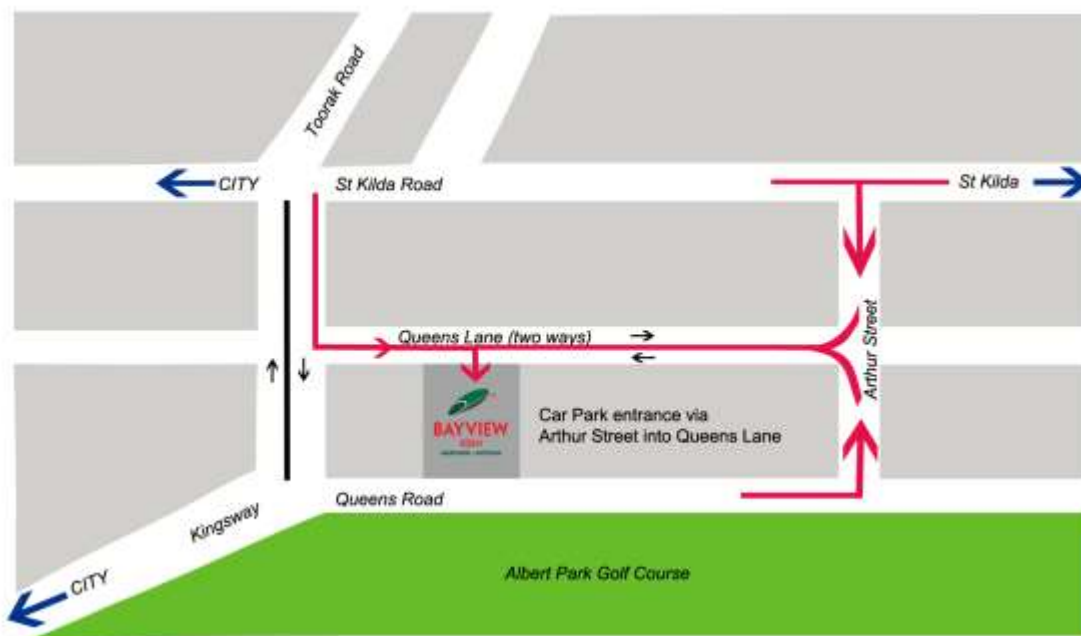 Toorak Road
CITY
St Kilda Road
St Kilda
Queens Lane (two ways)
Arthur Street
BAYVIEW
Car Park entrance via
Arthur Street into Queens Lane
Queens Road
Kingsway
CITY
Albert Park Golf Course